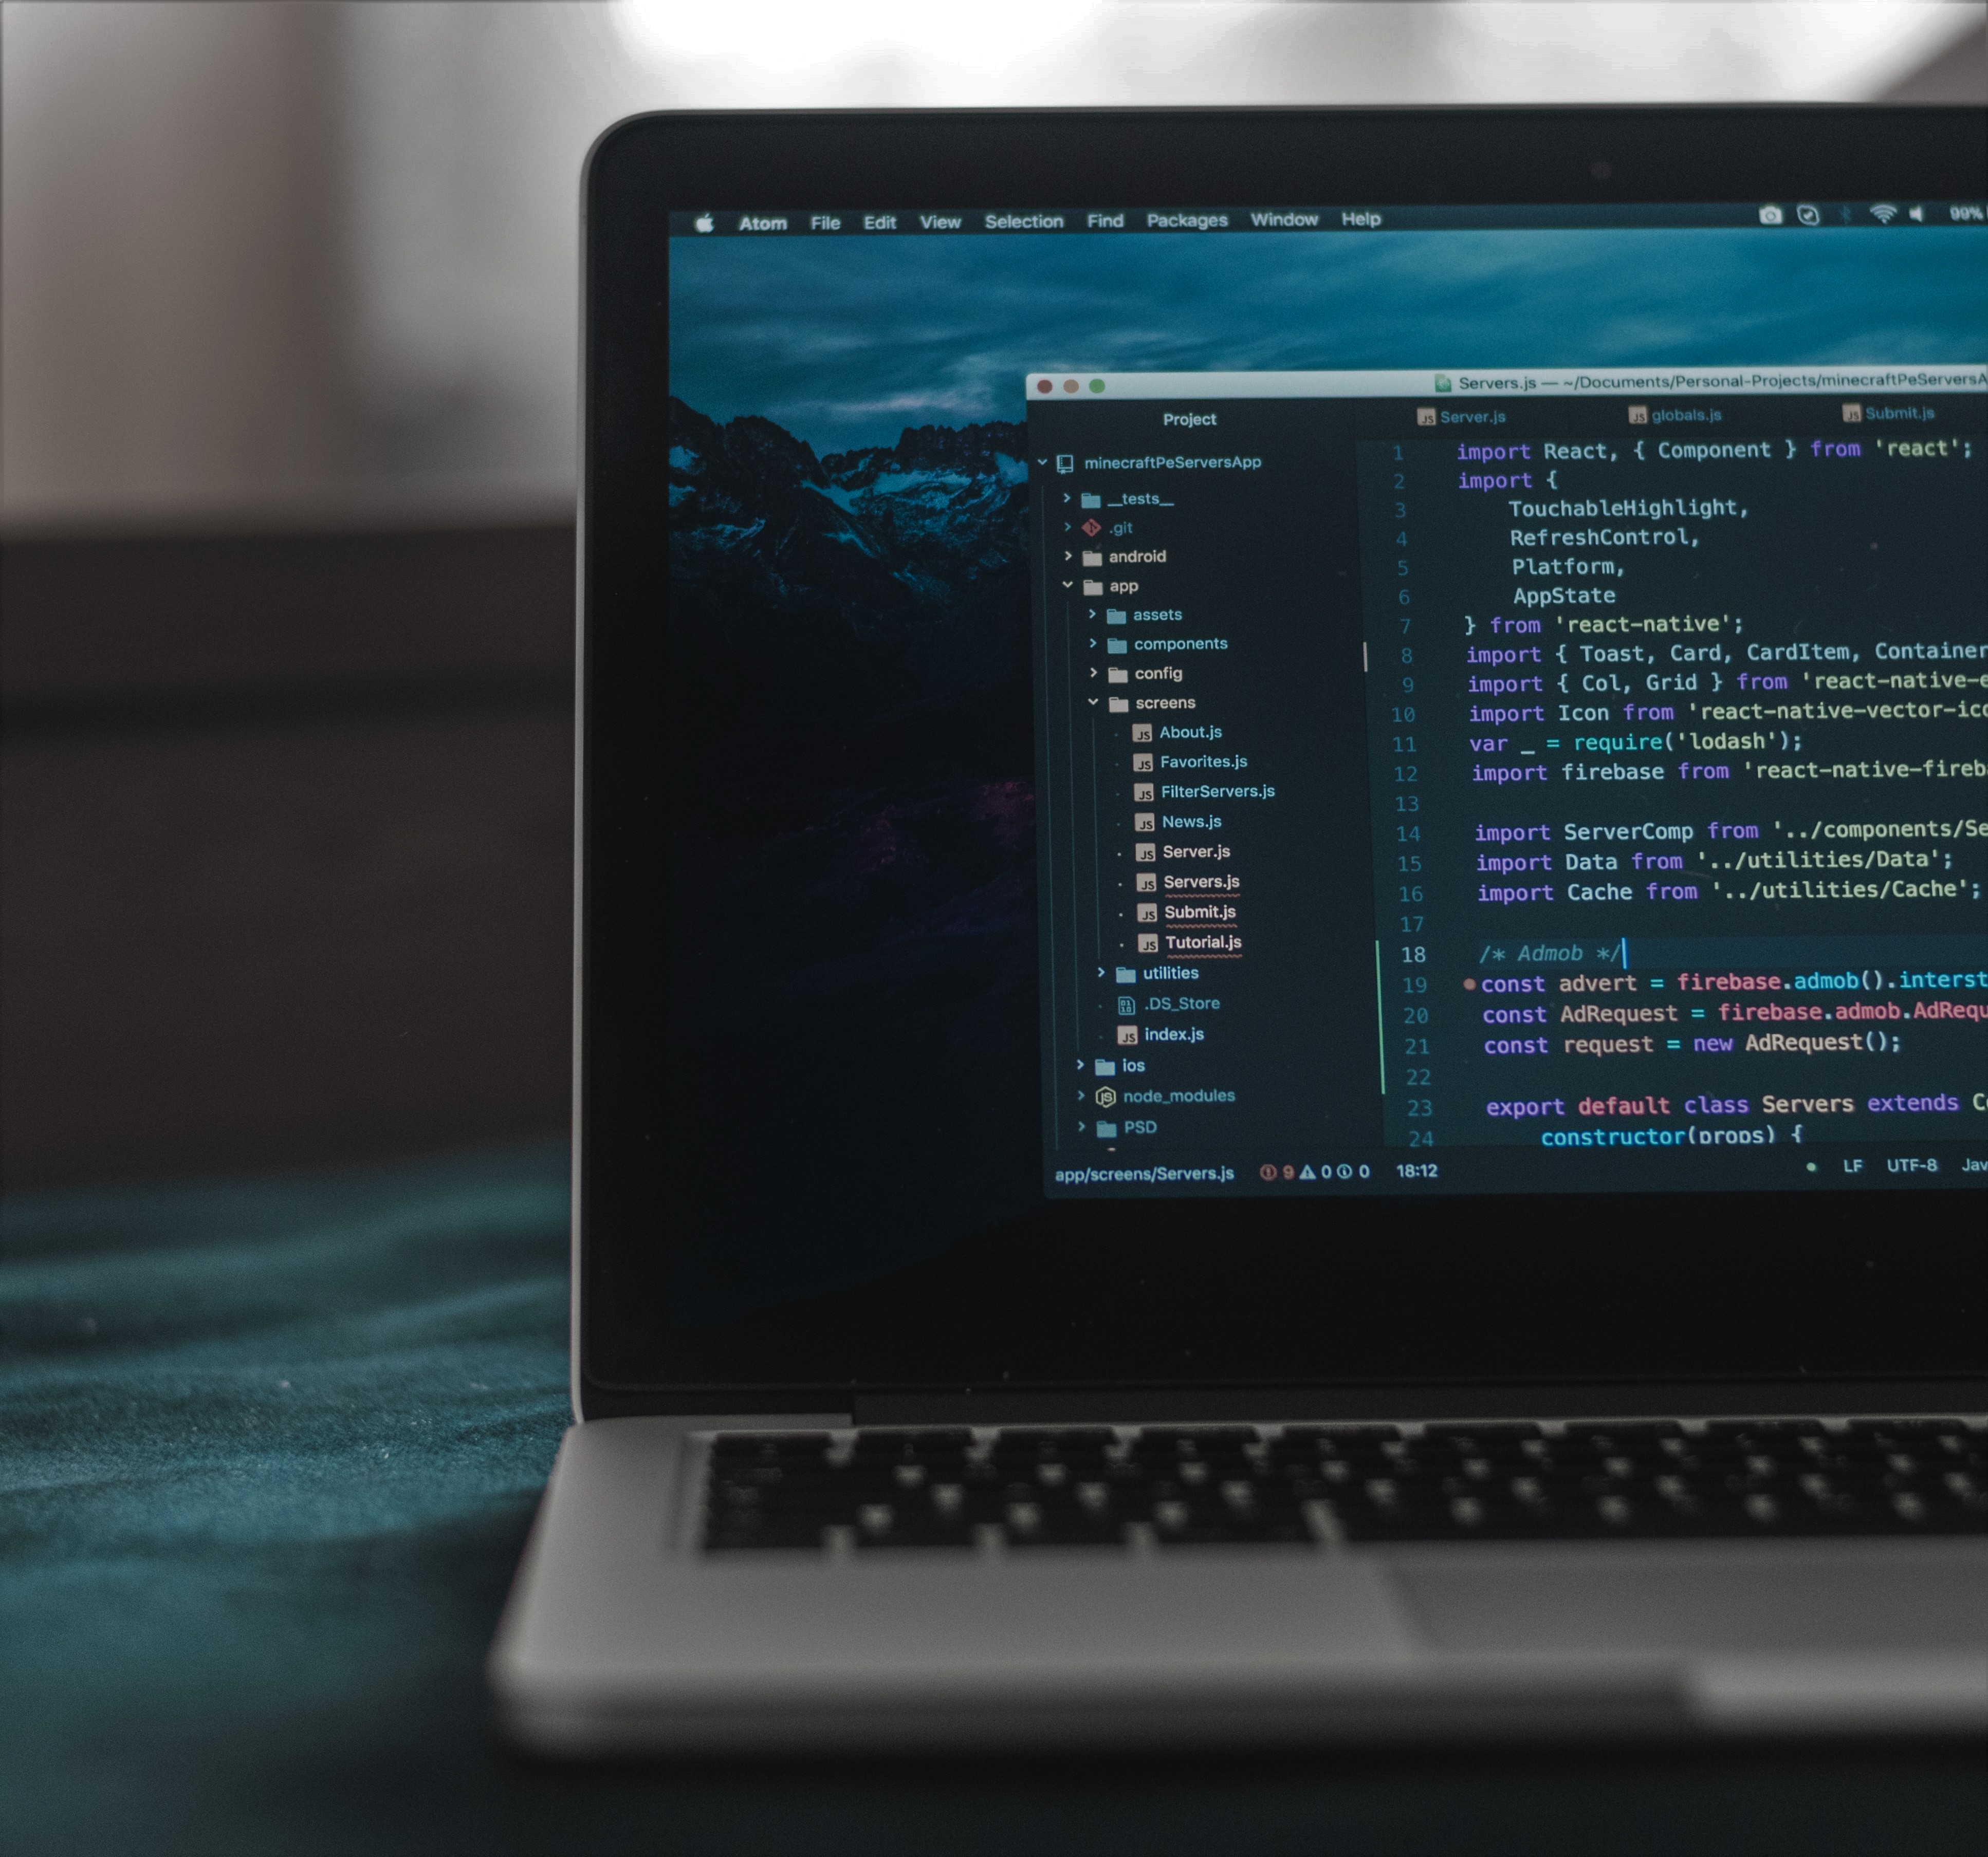 Atom File Edit View Selection Find Packages Window Help 99%
Servers.js — ~/Documents/Personal-Projects/minecraftPeServersA
Project
Server.js globals.js Submit.js
minecraftPeServersApp
__tests__
.git
android
app
assets
components
config
screens
About.js
Favorites.js
FilterServers.js
News.js
Server.js
Servers.js
Submit.js
Tutorial.js
utilities
.DS_Store
index.js
ios
node_modules
PSD
1 import React, { Component } from 'react';
2 import {
3 TouchableHighlight,
4 RefreshControl,
5 Platform,
6 AppState
7 } from 'react-native';
8 import { Toast, Card, CardItem, Container
9 import { Col, Grid } from 'react-native-e
10 import Icon from 'react-native-vector-ico
11 var _ = require('lodash');
12 import firebase from 'react-native-fireb
13
14 import ServerComp from '../components/Se
15 import Data from '../utilities/Data';
16 import Cache from '../utilities/Cache';
17
18 /* Admob */
19 const advert = firebase.admob().interst
20 const AdRequest = firebase.admob.AdRequ
21 const request = new AdRequest();
22
23 export default class Servers extends C
24 constructor(props) {
app/screens/Servers.js 9 0 0 18:12 LF UTF-8 Jav